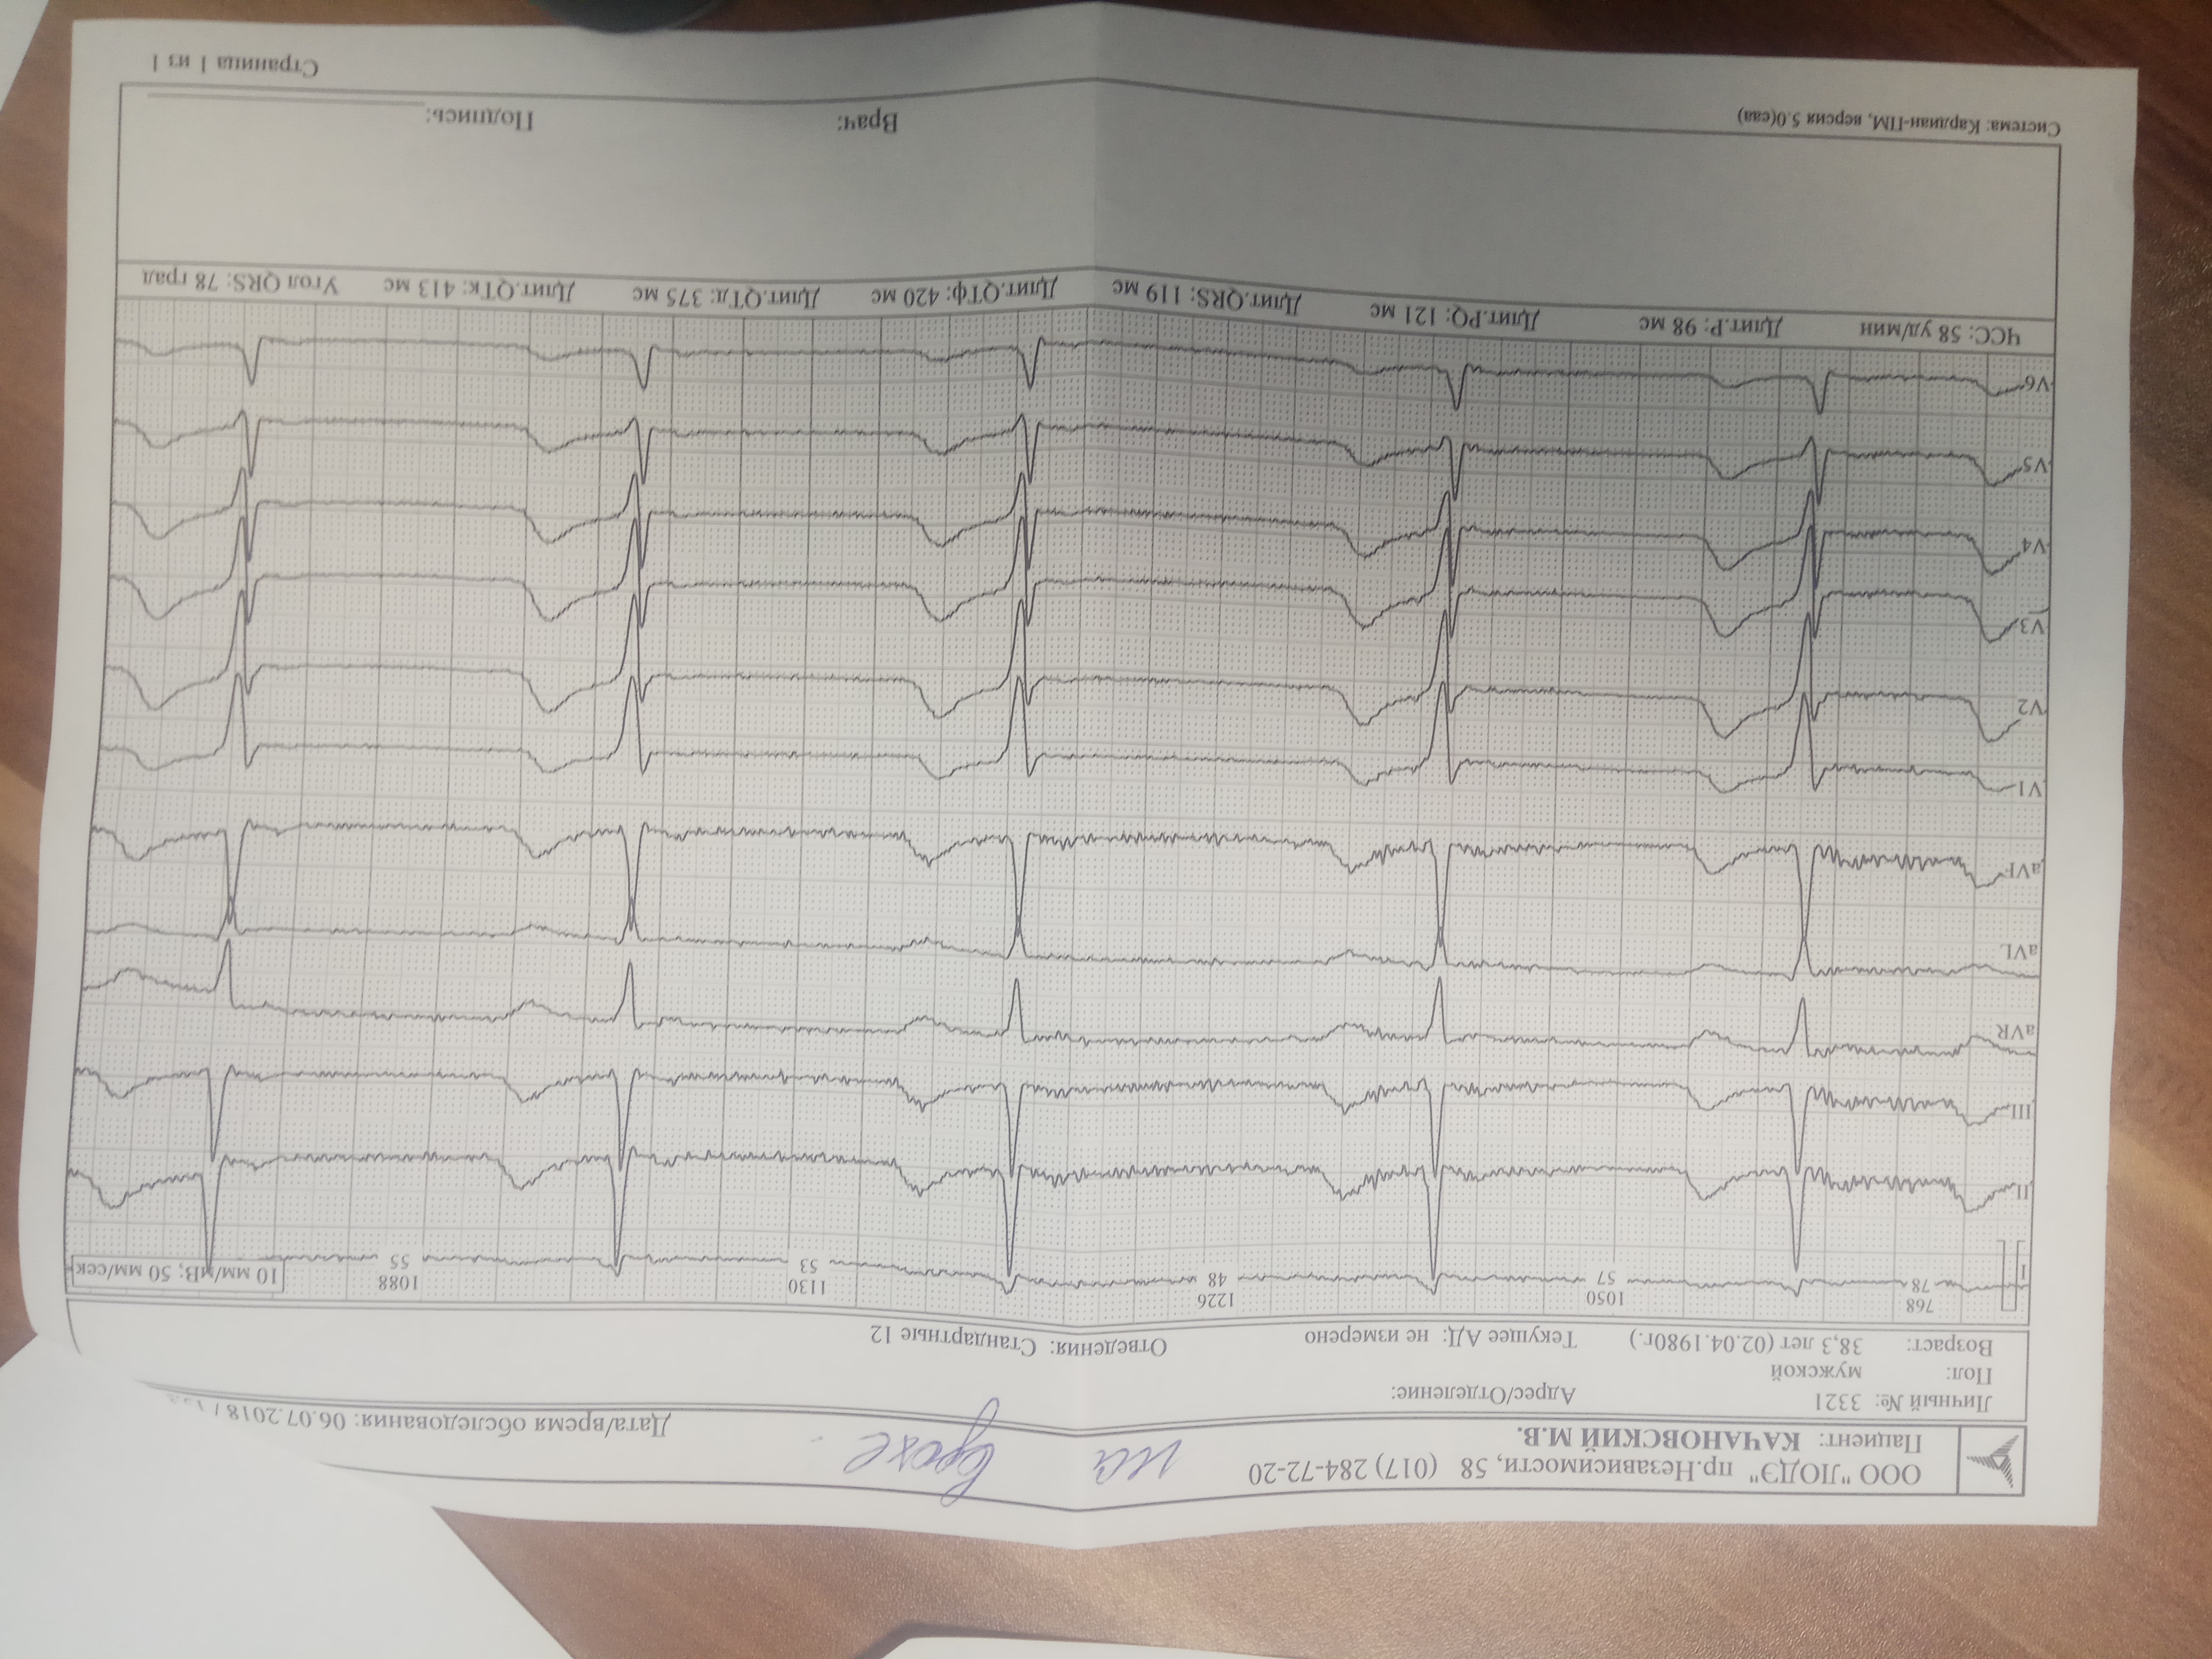 ООО "ЛОДЭ" пр.Независимости, 58 (017) 284-72-20
на вдохе.
Пациент: КАЧАНОВСКИЙ М.В.
Дата/время обследования: 06.07.2018 /
Личный №: 3321
Адрес/Отделение:
Пол: мужской
Возраст: 38,3 лет (02.04.1980г.)
Текущее АД: не измерено
Отведения: Стандартные 12
768 1050 1226 1130 1088
78 57 48 53 55
10 мм/мВ; 50 мм/сек
I
II
III
aVR
aVL
aVF
V1
V2
V3
V4
V5
V6
ЧСС: 58 уд/мин Длит.P: 98 мс Длит.PQ: 121 мс Длит.QRS: 119 мс Длит.QTф: 420 мс Длит.QTд: 375 мс Длит.QTк: 413 мс Угол QRS: 78 град
Система: Кардиан-ПМ, версия 5.0(eaa)
Врач: Подпись:
Страница 1 из 1